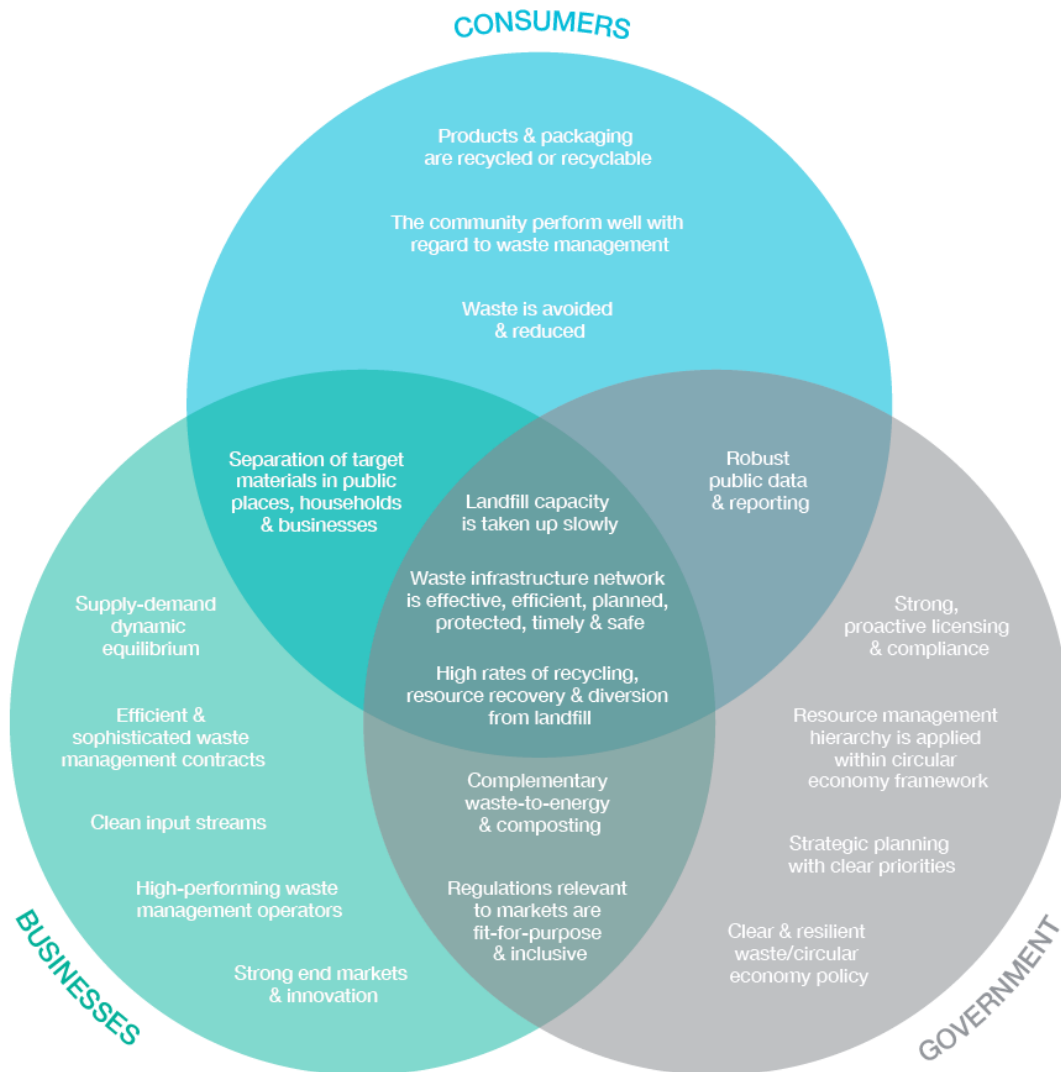 CONSUMERS
Products & packaging
are recycled or recyclable
The community perform well with
regard to waste management
Waste is avoided
& reduced
Separation of target
materials in public
places, households
& businesses
Landfill capacity
is taken up slowly
Robust
public data
& reporting
Waste infrastructure network
is effective, efficient, planned,
protected, timely & safe
High rates of recycling,
resource recovery & diversion
from landfill
Supply-demand
dynamic
equilibrium
Efficient &
sophisticated waste
management contracts
Clean input streams
High-performing waste
management operators
Strong end markets
& innovation
BUSINESSES
Complementary
waste-to-energy
& composting
Regulations relevant
to markets are
fit-for-purpose
& inclusive
Strong,
proactive licensing
& compliance
Resource management
hierarchy is applied
within circular
economy framework
Strategic planning
with clear priorities
Clear & resilient
waste/circular
economy policy
GOVERNMENT